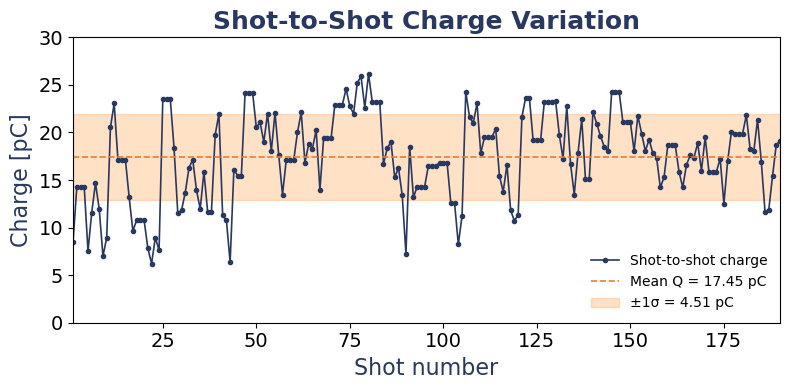 Shot-to-Shot Charge Variation
Charge [pC]
30
25
20
15
10
5
0
Shot-to-shot charge
Mean Q = 17.45 pC
±1σ = 4.51 pC
25 50 75 100 125 150 175
Shot number